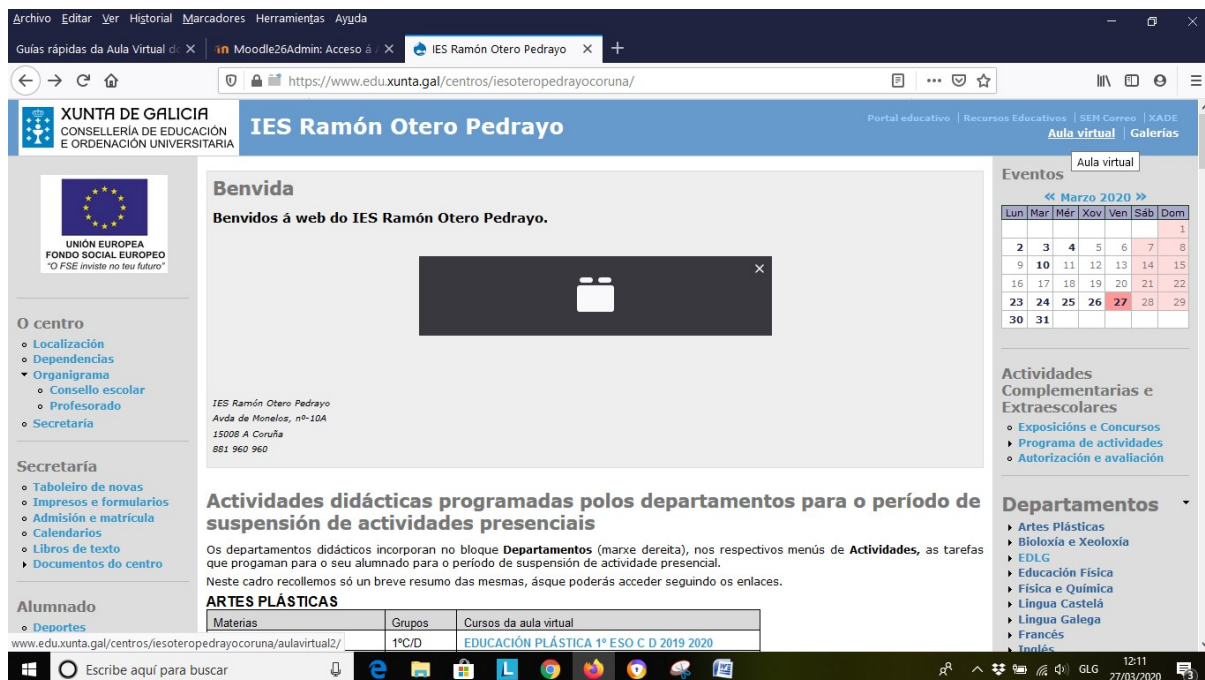 Archivo Editar Ver Historial Marcadores Herramientas Ayuda
Guías rápidas da Aula Virtual do
Moodle26Admin: Acceso á
IES Ramón Otero Pedrayo
https://www.edu.xunta.gal/centros/iesoteropedrayocoruna/
XUNTA DE GALICIA
CONSELLERÍA DE EDUCACIÓN
E ORDENACIÓN UNIVERSITARIA
IES Ramón Otero Pedrayo
Portal educativo | Recursos Educativos | SEM Correo | XADE
Aula virtual | Galerías
Aula virtual
UNIÓN EUROPEA
FONDO SOCIAL EUROPEO
"O FSE inviste no teu futuro"
O centro
Localización
Dependencias
Organigrama
Consello escolar
Profesorado
Secretaría
Secretaría
Taboleiro de novas
Impresos e formularios
Admisión e matrícula
Calendarios
Libros de texto
Documentos do centro
Alumnado
Deportes
www.edu.xunta.gal/centros/iesoteropedrayocoruna/aulavirtual2/
Benvida
Benvidos á web do IES Ramón Otero Pedrayo.
IES Ramón Otero Pedrayo
Avda de Monelos, nº-10A
15008 A Coruña
881 960 960
Actividades didácticas programadas polos departamentos para o período de
suspensión de actividades presenciais
Os departamentos didácticos incorporan no bloque Departamentos (marxe dereita), nos respectivos menús de Actividades, as tarefas
que progaman para o seu alumnado para o período de suspensión de actividade presencial.
Neste cadro recollemos só un breve resumo das mesmas, ásque poderás acceder seguindo os enlaces.
ARTES PLÁSTICAS
Materias Grupos Cursos da aula virtual
1ºC/D EDUCACIÓN PLÁSTICA 1º ESO C D 2019 2020
Eventos
« Marzo 2020 »
Lun Mar Mér Xov Ven Sáb Dom
1
2 3 4 5 6 7 8
9 10 11 12 13 14 15
16 17 18 19 20 21 22
23 24 25 26 27 28 29
30 31
Actividades
Complementarias e
Extraescolares
Exposicións e Concursos
Programa de actividades
Autorización e avaliación
Departamentos
Artes Plásticas
Bioloxía e Xeoloxía
EDLG
Educación Física
Física e Química
Lingua Castelá
Lingua Galega
Francés
Inglés
Escribe aquí para buscar
GLG
12:11
27/03/2020
3